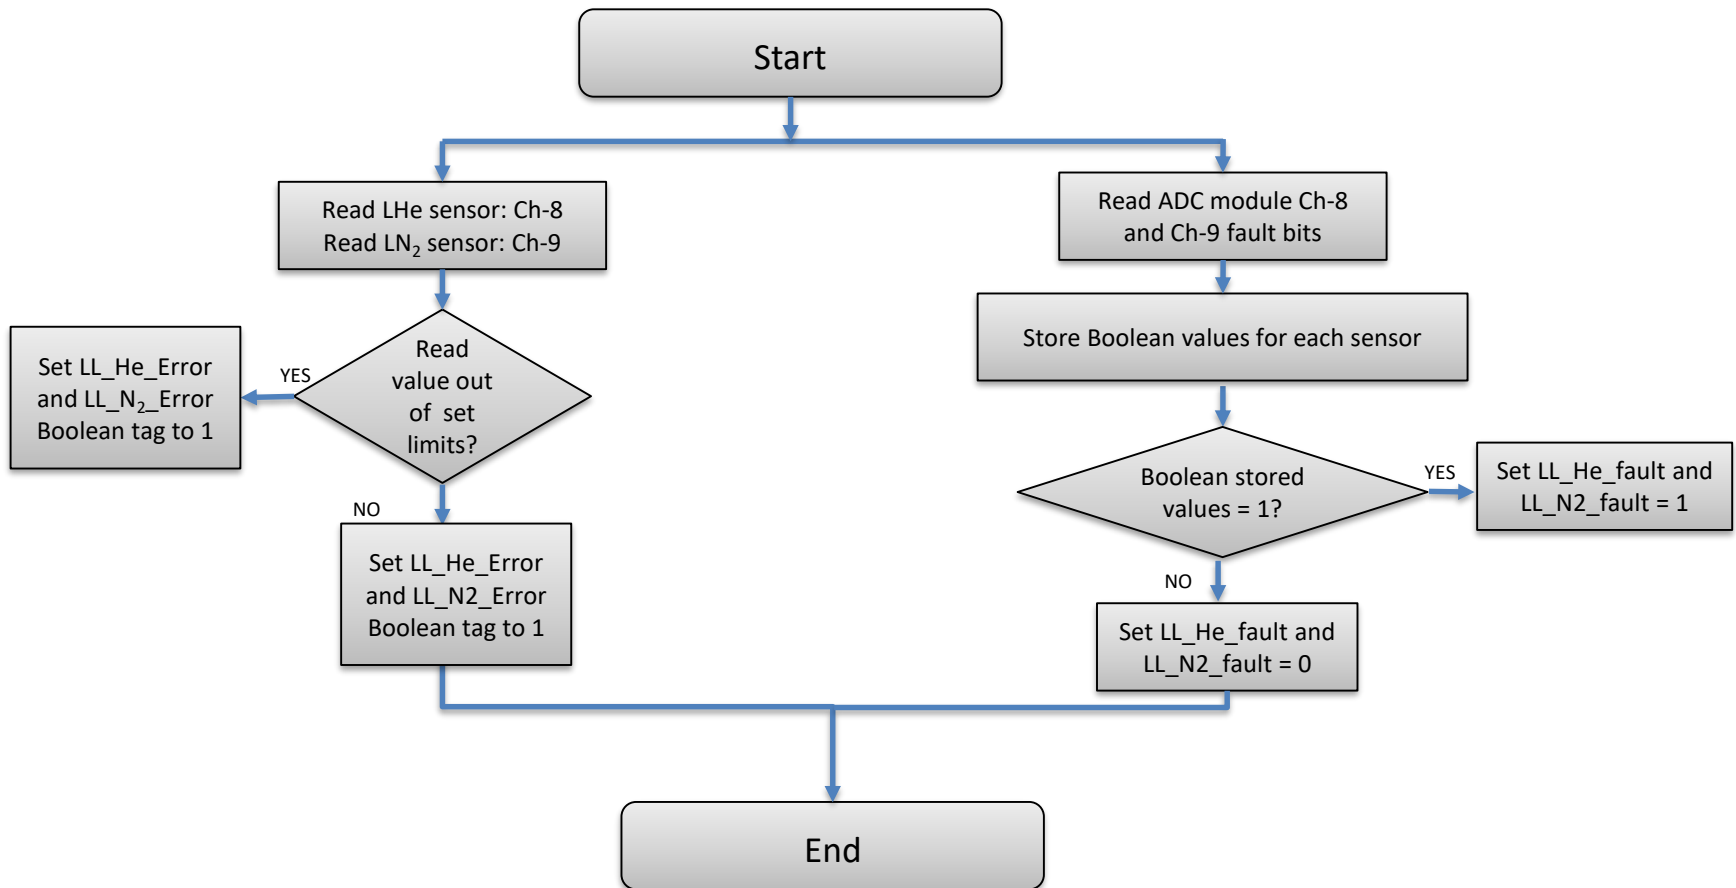 Start
Read LHe sensor: Ch-8
Read LN₂ sensor: Ch-9
Read
value out
of set
limits?
YES
Set LL_He_Error
and LL_N₂_Error
Boolean tag to 1
NO
Set LL_He_Error
and LL_N2_Error
Boolean tag to 1
Read ADC module Ch-8
and Ch-9 fault bits
Store Boolean values for each sensor
Boolean stored
values = 1?
YES
Set LL_He_fault and
LL_N2_fault = 1
NO
Set LL_He_fault and
LL_N2_fault = 0
End